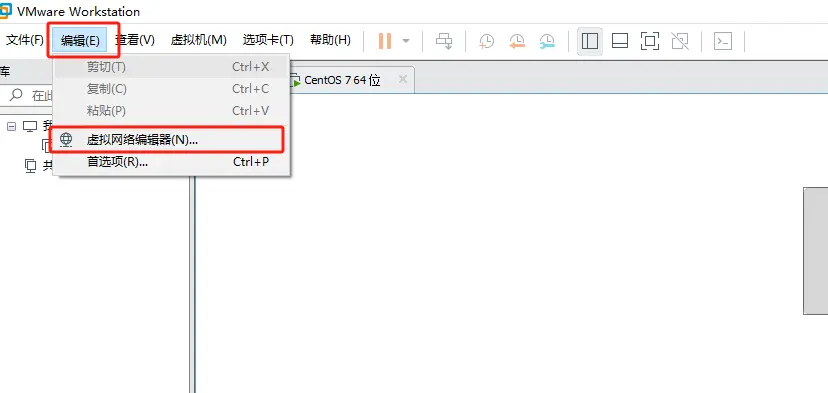 VMware Workstation
文件(F) 编辑(E) 查看(V) 虚拟机(M) 选项卡(T) 帮助(H)
库
剪切(T) Ctrl+X
CentOS 7 64 位
在此
复制(C) Ctrl+C
粘贴(P) Ctrl+V
我
虚拟网络编辑器(N)...
共
首选项(R)... Ctrl+P